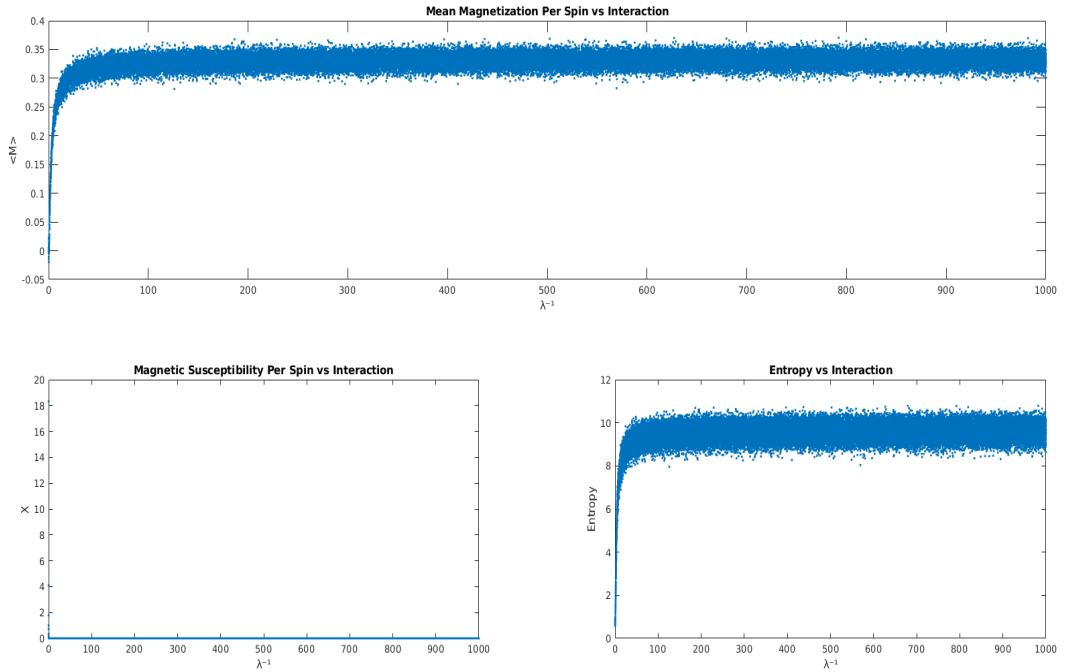 Mean Magnetization Per Spin vs Interaction
0.4
0.35
0.3
0.25
0.2
0.15
0.1
0.05
0
-0.05
<M>
0 100 200 300 400 500 600 700 800 900 1000
λ⁻¹
Magnetic Susceptibility Per Spin vs Interaction
20
18
16
14
12
10
8
6
4
2
0
X
0 100 200 300 400 500 600 700 800 900 1000
λ⁻¹
Entropy vs Interaction
12
10
8
6
4
2
0
Entropy
0 100 200 300 400 500 600 700 800 900 1000
λ⁻¹